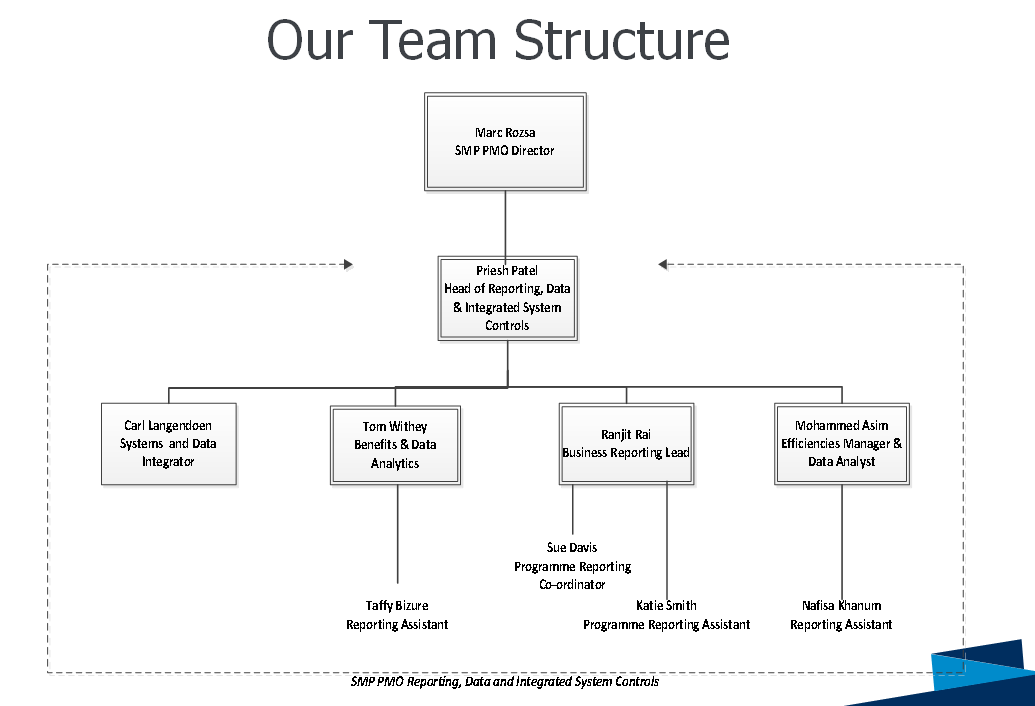 Our Team Structure
Marc Rozsa
SMP PMO Director
Priesh Patel
Head of Reporting, Data
& Integrated System
Controls
Carl Langendoen
Systems and Data
Integrator
Tom Withey
Benefits & Data
Analytics
Ranjit Rai
Business Reporting Lead
Mohammed Asim
Efficiencies Manager &
Data Analyst
Sue Davis
Programme Reporting
Co-ordinator
Taffy Bizure
Reporting Assistant
Katie Smith
Programme Reporting Assistant
Nafisa Khanum
Reporting Assistant
SMP PMO Reporting, Data and Integrated System Controls